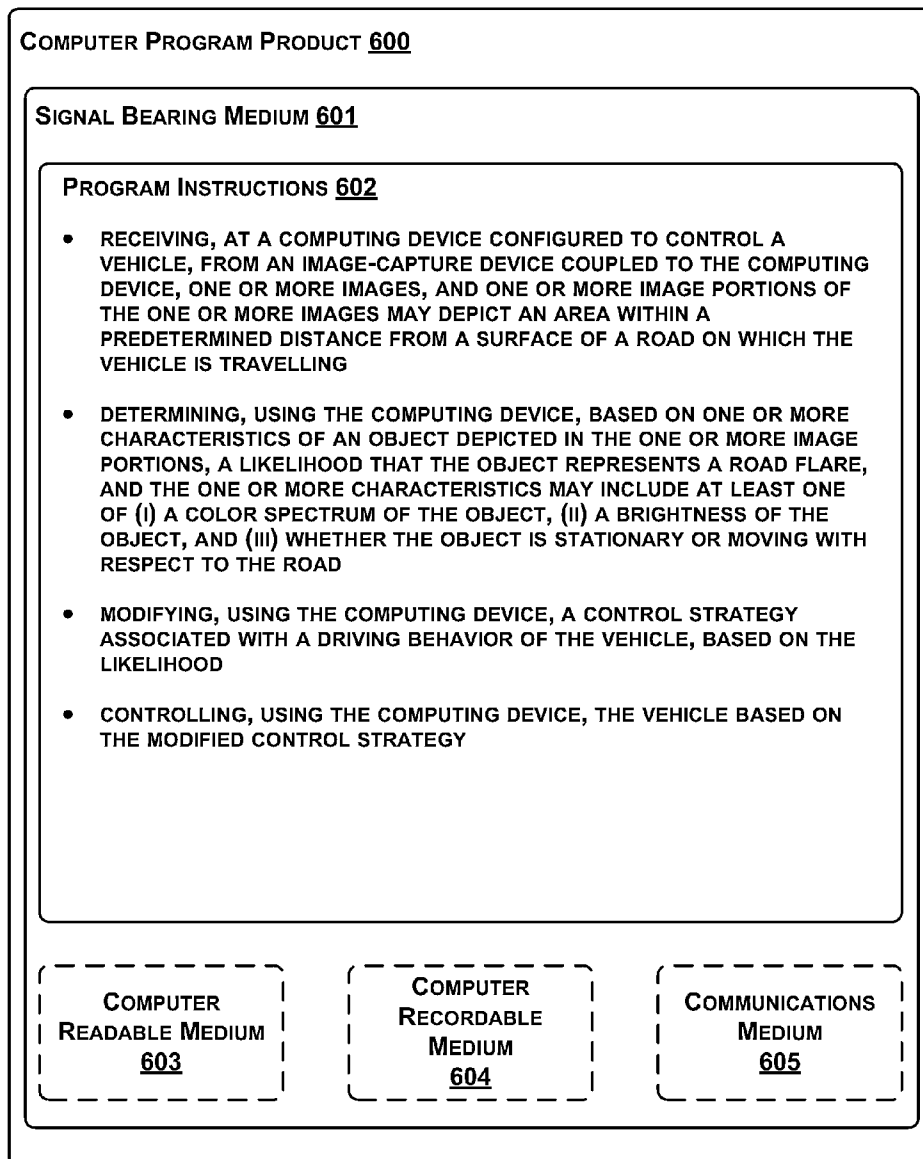 COMPUTER PROGRAM PRODUCT 600
SIGNAL BEARING MEDIUM 601
PROGRAM INSTRUCTIONS 602
• RECEIVING, AT A COMPUTING DEVICE CONFIGURED TO CONTROL A
VEHICLE, FROM AN IMAGE-CAPTURE DEVICE COUPLED TO THE COMPUTING
DEVICE, ONE OR MORE IMAGES, AND ONE OR MORE IMAGE PORTIONS OF
THE ONE OR MORE IMAGES MAY DEPICT AN AREA WITHIN A
PREDETERMINED DISTANCE FROM A SURFACE OF A ROAD ON WHICH THE
VEHICLE IS TRAVELLING
• DETERMINING, USING THE COMPUTING DEVICE, BASED ON ONE OR MORE
CHARACTERISTICS OF AN OBJECT DEPICTED IN THE ONE OR MORE IMAGE
PORTIONS, A LIKELIHOOD THAT THE OBJECT REPRESENTS A ROAD FLARE,
AND THE ONE OR MORE CHARACTERISTICS MAY INCLUDE AT LEAST ONE
OF (I) A COLOR SPECTRUM OF THE OBJECT, (II) A BRIGHTNESS OF THE
OBJECT, AND (III) WHETHER THE OBJECT IS STATIONARY OR MOVING WITH
RESPECT TO THE ROAD
• MODIFYING, USING THE COMPUTING DEVICE, A CONTROL STRATEGY
ASSOCIATED WITH A DRIVING BEHAVIOR OF THE VEHICLE, BASED ON THE
LIKELIHOOD
• CONTROLLING, USING THE COMPUTING DEVICE, THE VEHICLE BASED ON
THE MODIFIED CONTROL STRATEGY
COMPUTER
READABLE MEDIUM
603
COMPUTER
RECORDABLE
MEDIUM
604
COMMUNICATIONS
MEDIUM
605